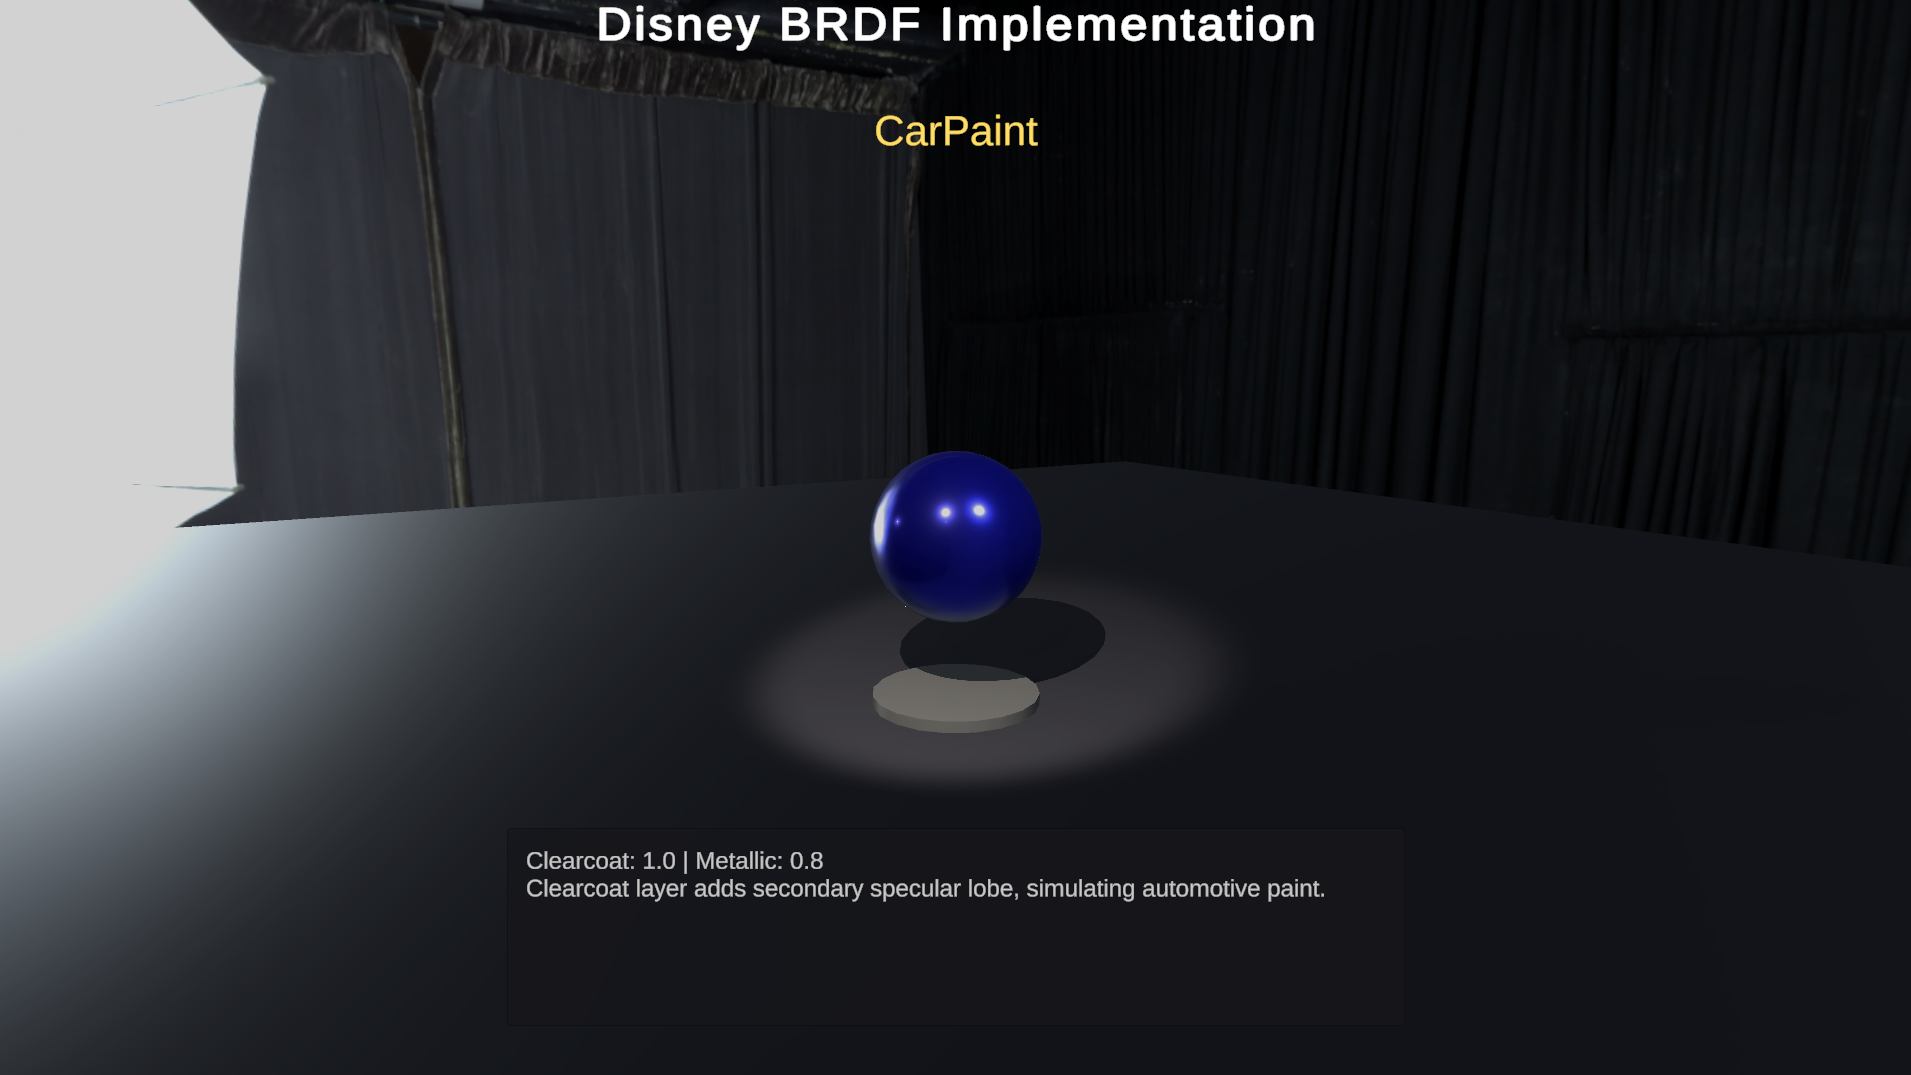 Disney BRDF Implementation
CarPaint
Clearcoat: 1.0 | Metallic: 0.8
Clearcoat layer adds secondary specular lobe, simulating automotive paint.